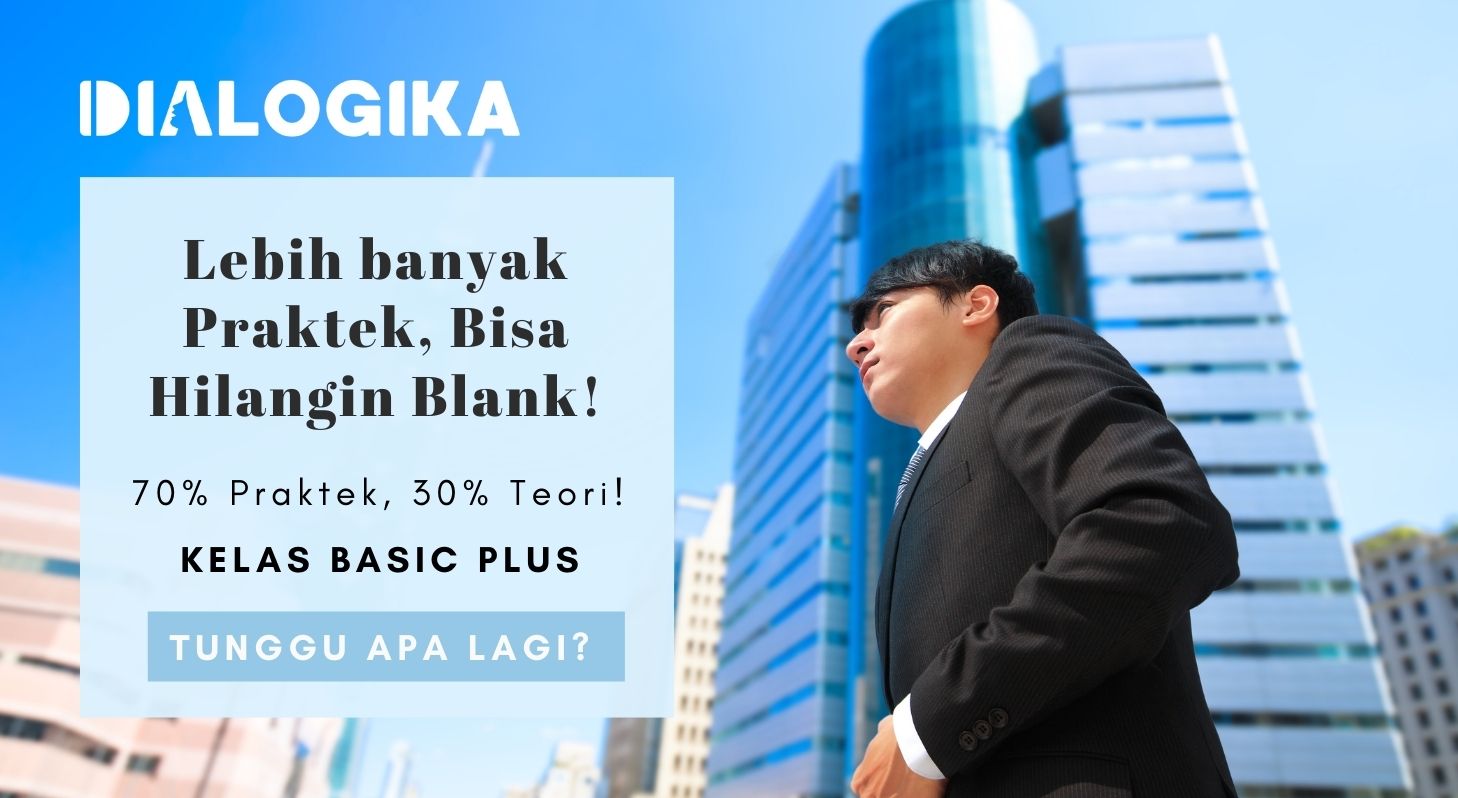 DIALOGIKA
Lebih banyak
Praktek, Bisa
Hilangin Blank!
70% Praktek, 30% Teori!
KELAS BASIC PLUS
TUNGGU APA LAGI?